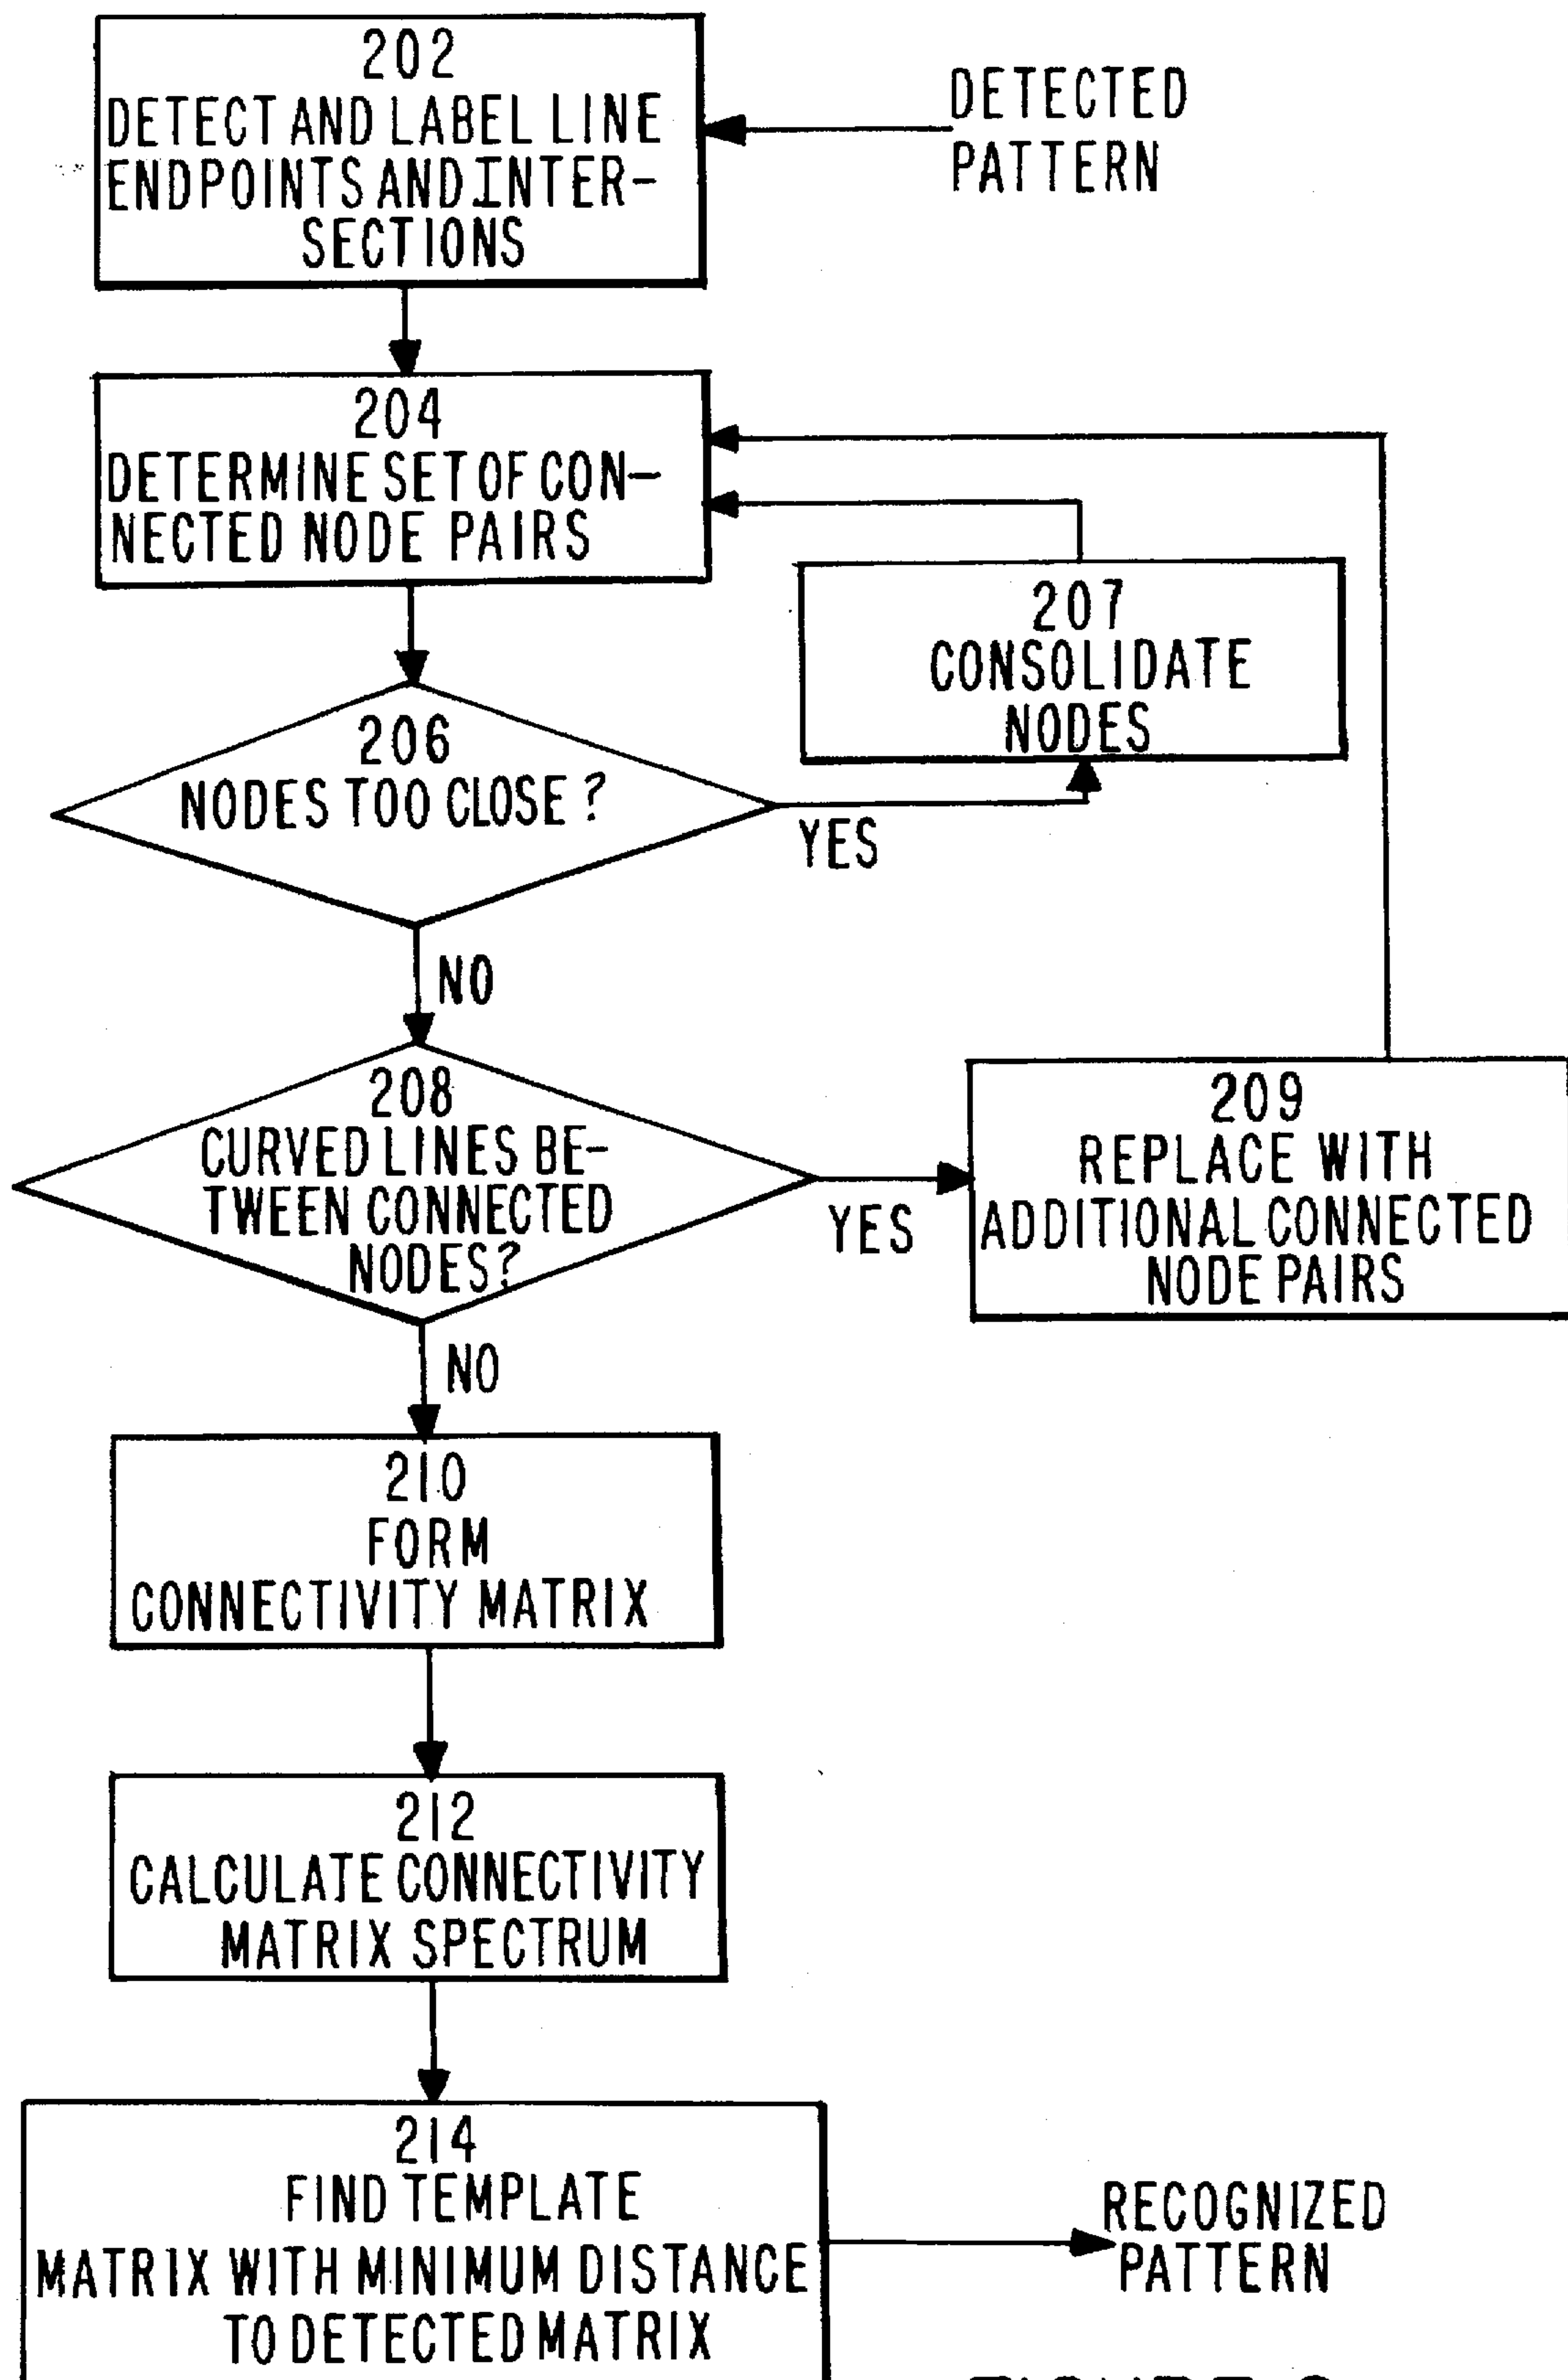 202
DETECT AND LABEL LINE
ENDPOINTS AND INTER-
SECTIONS
DETECTED
PATTERN
204
DETERMINE SET OF CON-
NECTED NODE PAIRS
207
CONSOLIDATE
NODES
206
NODES TOO CLOSE ?
YES
NO
208
CURVED LINES BE-
TWEEN CONNECTED
NODES?
YES
209
REPLACE WITH
ADDITIONAL CONNECTED
NODE PAIRS
NO
210
FORM
CONNECTIVITY MATRIX
212
CALCULATE CONNECTIVITY
MATRIX SPECTRUM
214
FIND TEMPLATE
MATRIX WITH MINIMUM DISTANCE
TO DETECTED MATRIX
RECOGNIZED
PATTERN